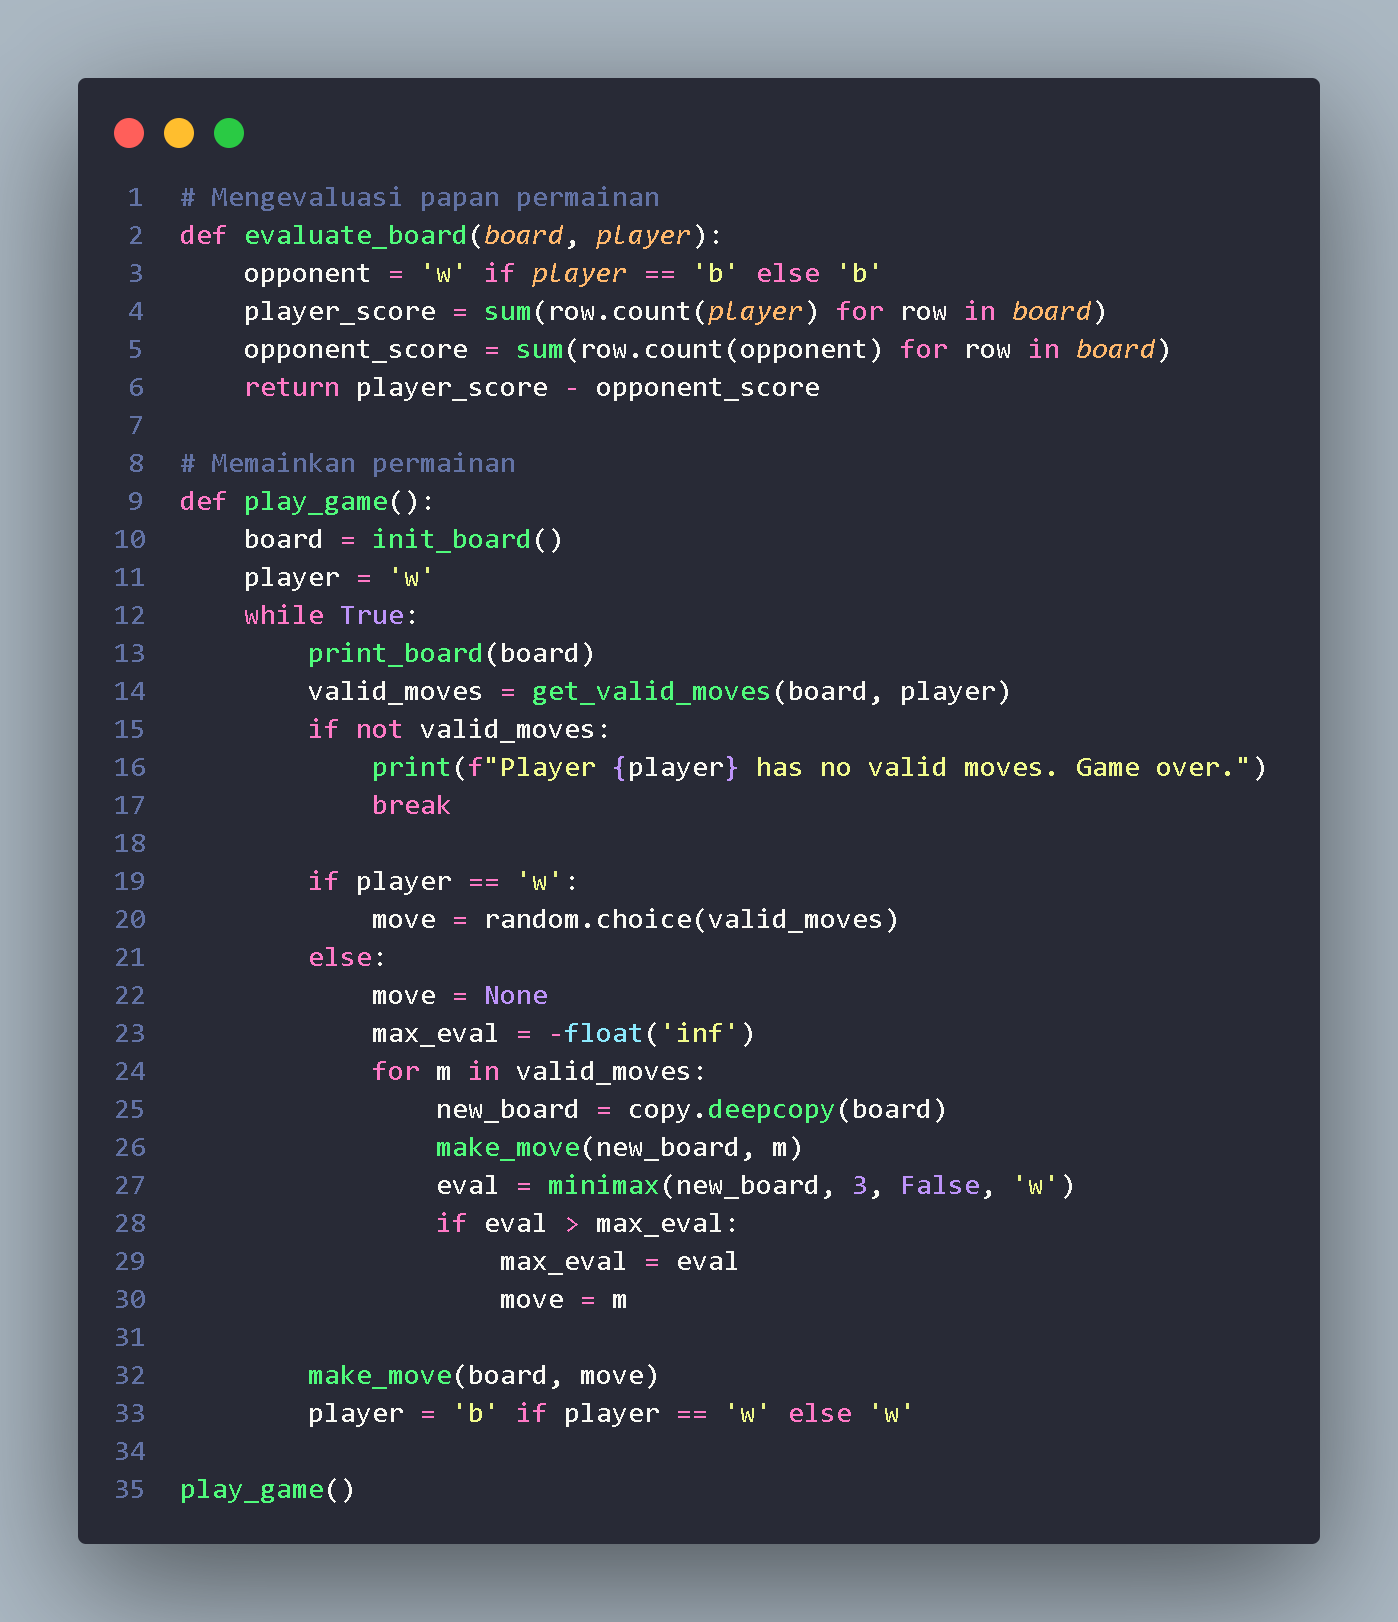 1 # Mengevaluasi papan permainan
2 def evaluate_board(board, player):
3     opponent = 'w' if player == 'b' else 'b'
4     player_score = sum(row.count(player) for row in board)
5     opponent_score = sum(row.count(opponent) for row in board)
6     return player_score - opponent_score
7
8 # Memainkan permainan
9 def play_game():
10     board = init_board()
11     player = 'w'
12     while True:
13         print_board(board)
14         valid_moves = get_valid_moves(board, player)
15         if not valid_moves:
16             print(f"Player {player} has no valid moves. Game over.")
17             break
18
19         if player == 'w':
20             move = random.choice(valid_moves)
21         else:
22             move = None
23             max_eval = -float('inf')
24             for m in valid_moves:
25                 new_board = copy.deepcopy(board)
26                 make_move(new_board, m)
27                 eval = minimax(new_board, 3, False, 'w')
28                 if eval > max_eval:
29                     max_eval = eval
30                     move = m
31
32         make_move(board, move)
33         player = 'b' if player == 'w' else 'w'
34
35 play_game()